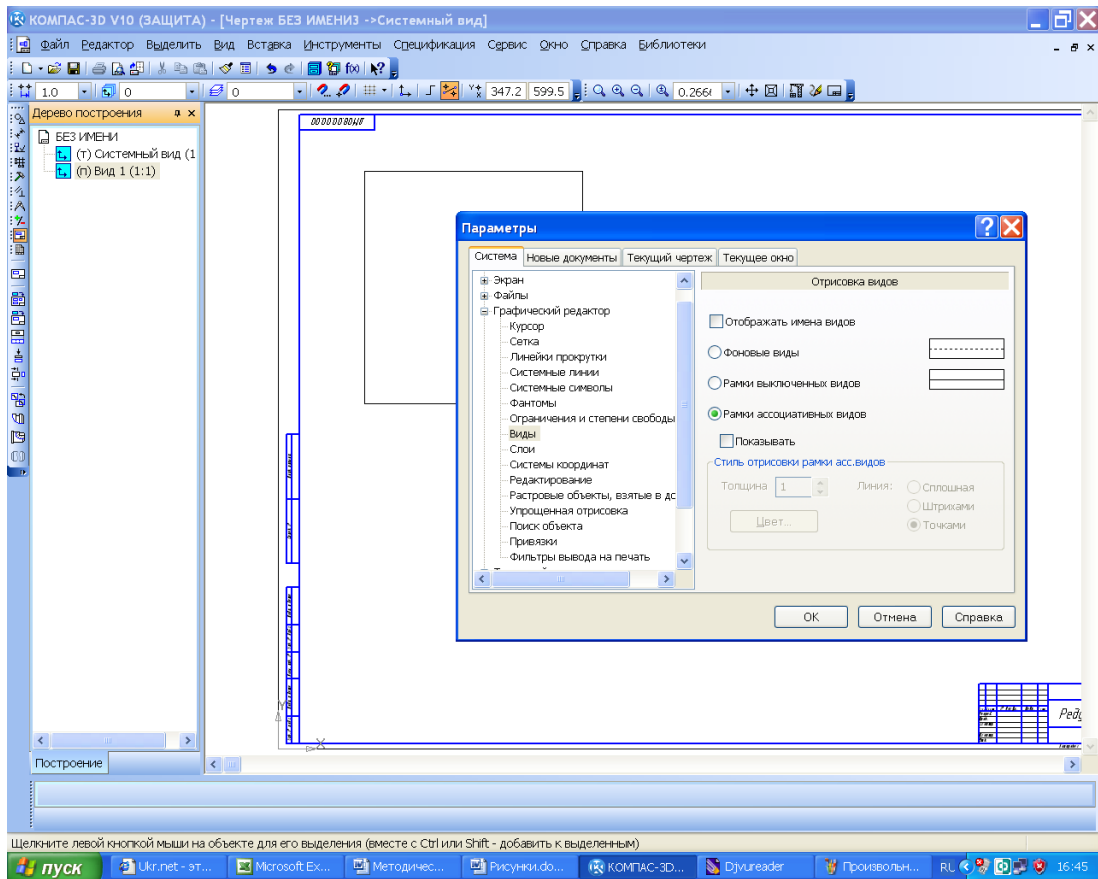 КОМПАС-3D V10 (ЗАЩИТА) - [Чертеж БЕЗ ИМЕНИ3 ->Системный вид]
Файл Редактор Выделить Вид Вставка Инструменты Спецификация Сервис Окно Справка Библиотеки
1.0 0 0 347.2 599.5 0.266
Дерево построения
БЕЗ ИМЕНИ
(т) Системный вид (1
(п) Вид 1 (1:1)
Построение
Параметры
Система Новые документы Текущий чертеж Текущее окно
Экран
Файлы
Графический редактор
Курсор
Сетка
Линейки прокрутки
Системные линии
Системные символы
Фантомы
Ограничения и степени свободы
Виды
Слои
Системы координат
Редактирование
Растровые объекты, взятые в дс
Упрощенная отрисовка
Поиск объекта
Привязки
Фильтры вывода на печать
Отрисовка видов
Отображать имена видов
Фоновые виды
Рамки выключенных видов
Рамки ассоциативных видов
Показывать
Стиль отрисовки рамки асс.видов
Толщина 1 Линия: Сплошная
Штрихами
Точками
Цвет...
OK Отмена Справка
Y
X
Щелкните левой кнопкой мыши на объекте для его выделения (вместе с Ctrl или Shift - добавить к выделенным)
пуск Ukr.net - эт... Microsoft Ex... Методичес... Рисунки.do... КОМПАС-3D... Djvureader Произвольн... RL 16:45